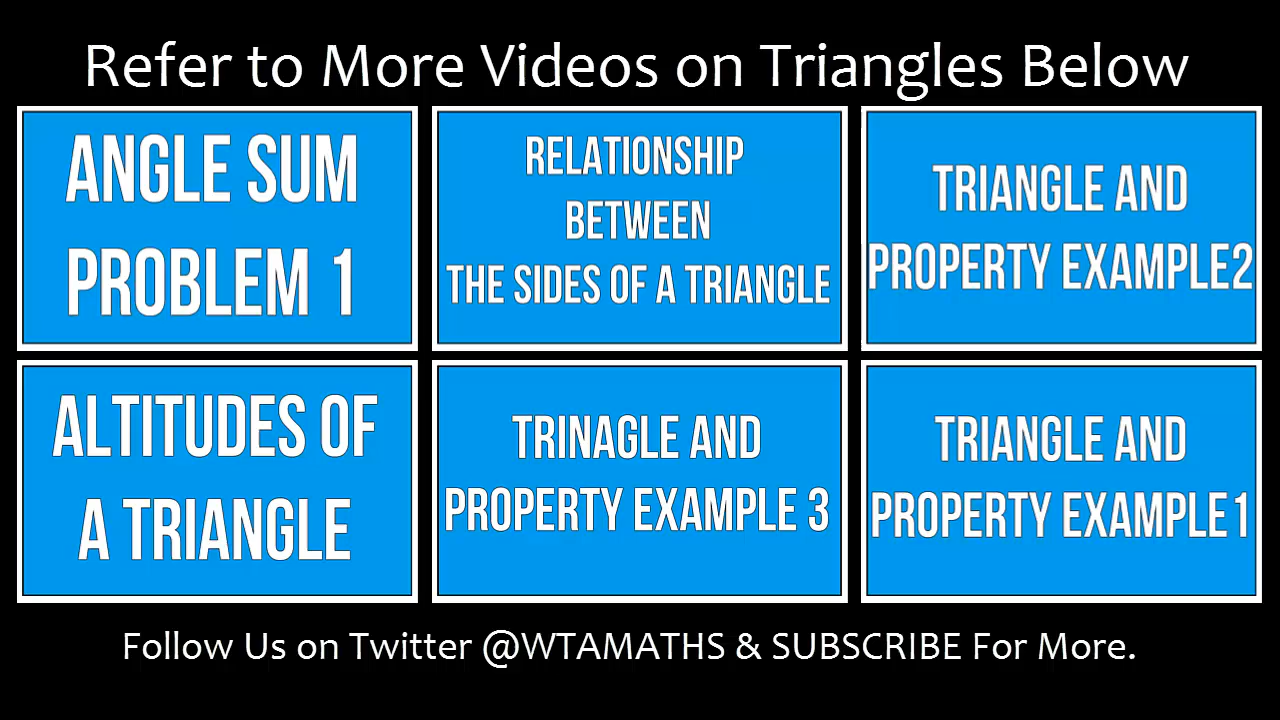 Refer to More Videos on Triangles Below
ANGLE SUM
PROBLEM 1
RELATIONSHIP
BETWEEN
THE SIDES OF A TRIANGLE
TRIANGLE AND
PROPERTY EXAMPLE2
ALTITUDES OF
A TRIANGLE
TRINAGLE AND
PROPERTY EXAMPLE 3
TRIANGLE AND
PROPERTY EXAMPLE1
Follow Us on Twitter @WTAMATHS & SUBSCRIBE For More.